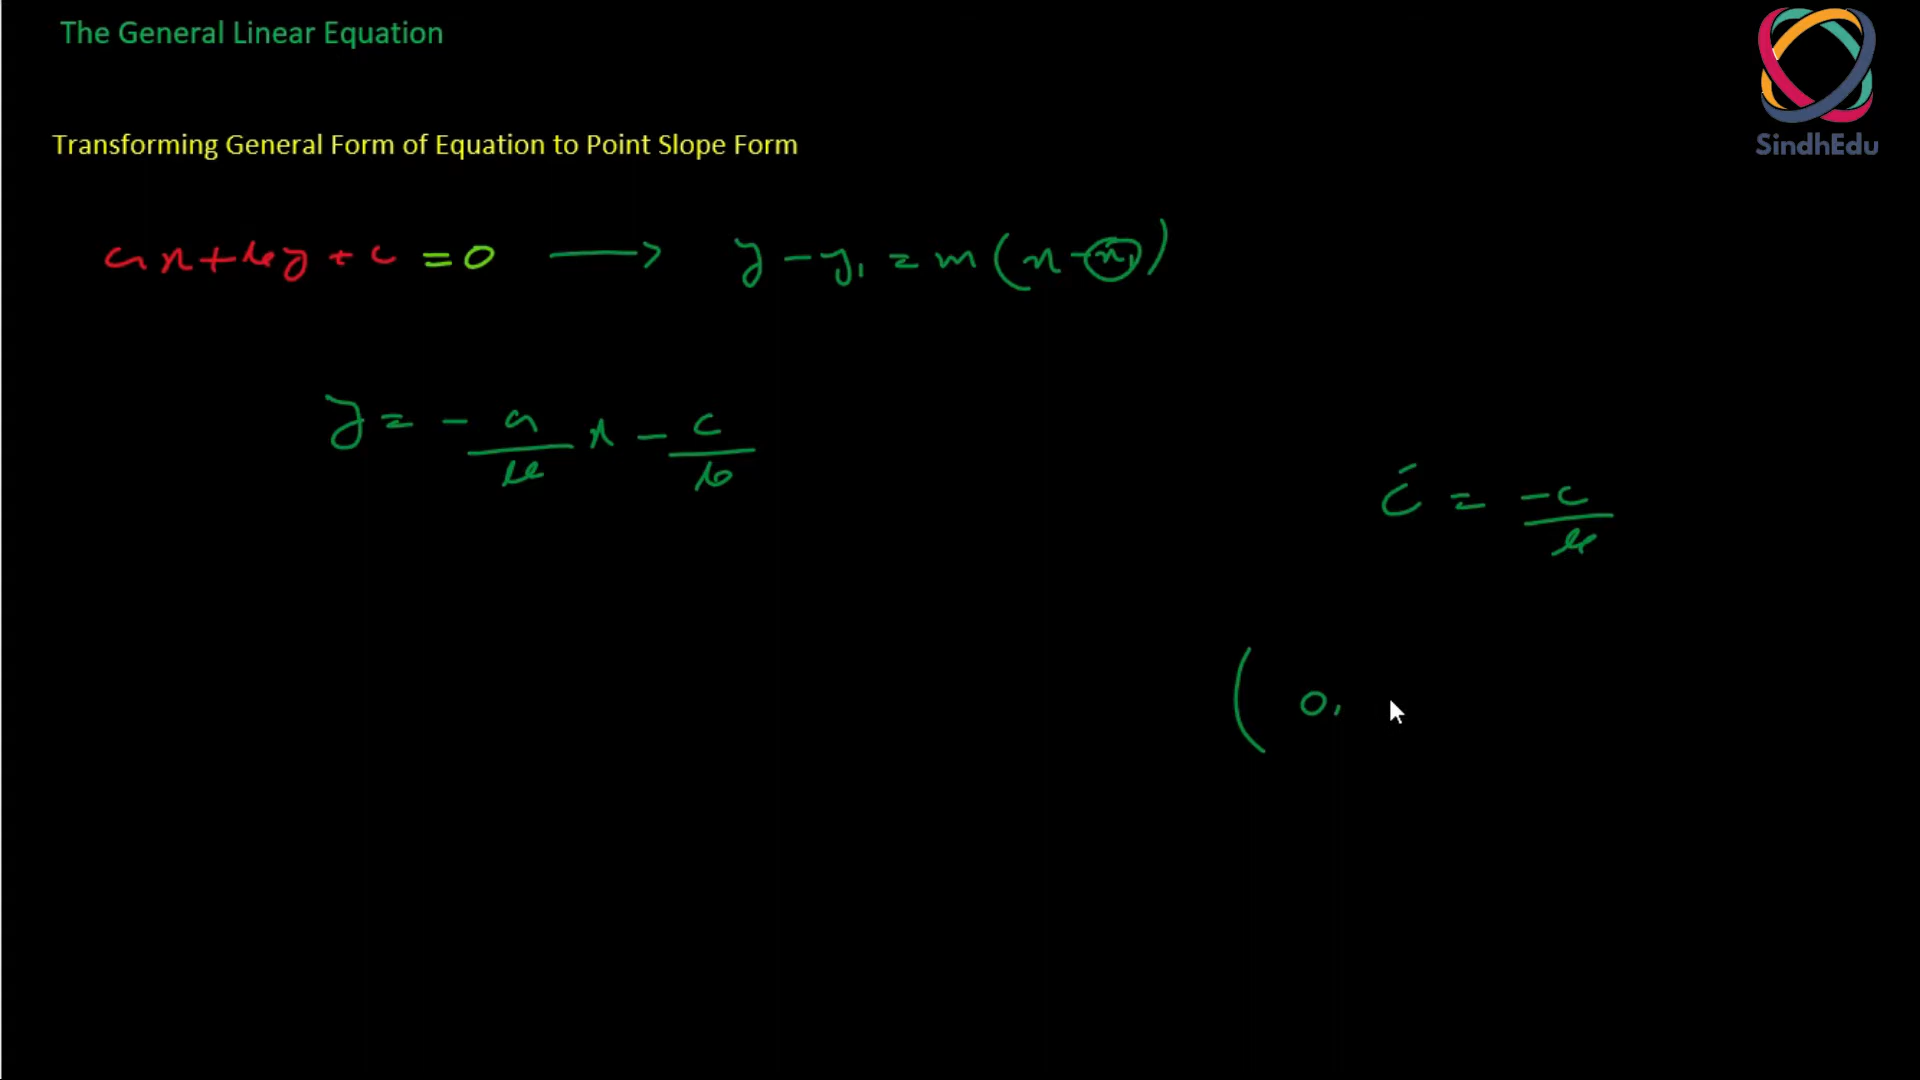 The General Linear Equation
SindhEdu
Transforming General Form of Equation to Point Slope Form
ax + by + c = 0 → y - y₁ = m(x - x₁)
y = - a/b x - c/b
c̄ = -c/b
( 0,